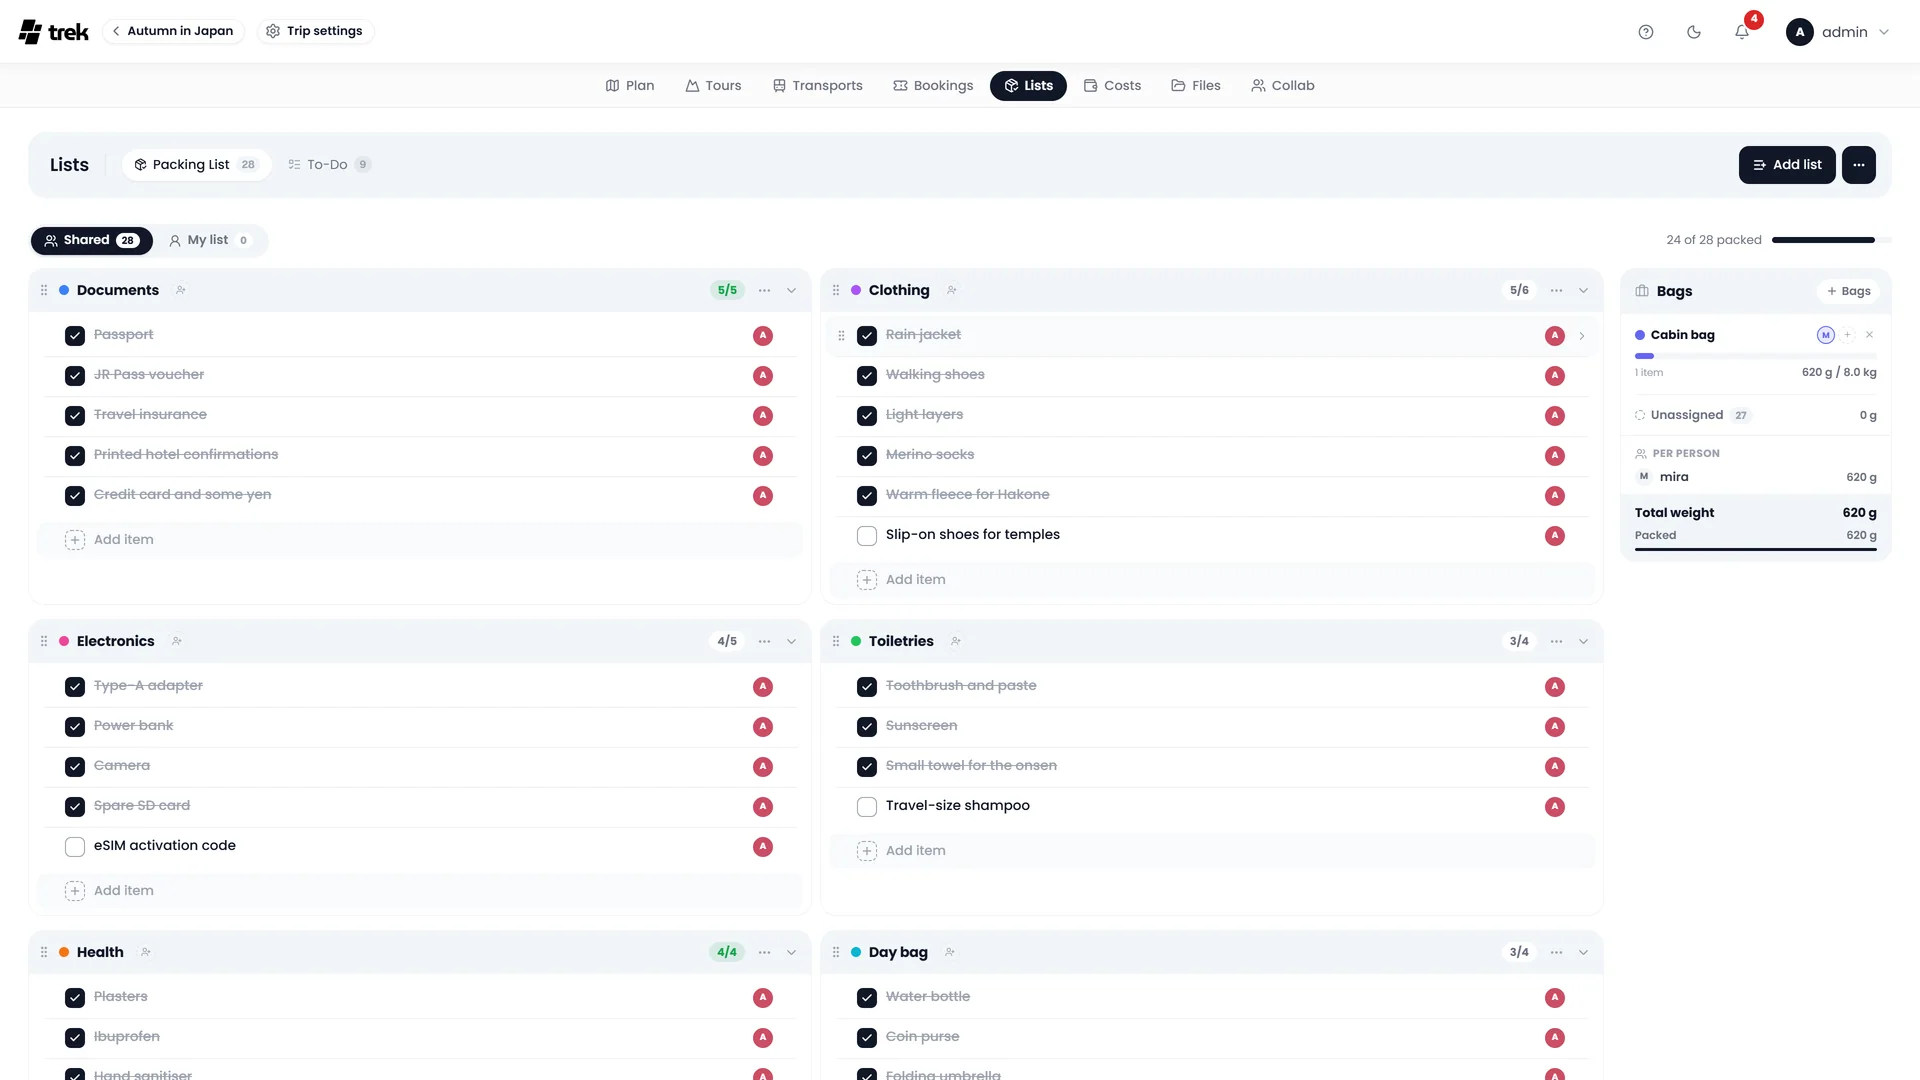 trek
Autumn in Japan
Trip settings
4
A
admin
Plan
Tours
Transports
Bookings
Lists
Costs
Files
Collab
Lists
Packing List 28
To-Do 9
Add list
Shared 28
My list 0
24 of 28 packed
Documents
5/5
Passport A
JR Pass voucher A
Travel insurance A
Printed hotel confirmations A
Credit card and some yen A
Add item
Clothing
5/6
Rain jacket A
Walking shoes A
Light layers A
Merino socks A
Warm fleece for Hakone A
Slip-on shoes for temples A
Add item
Bags
+ Bags
Cabin bag M
1 item 620 g / 8.0 kg
Unassigned 27 0 g
PER PERSON
M mira 620 g
Total weight 620 g
Packed 620 g
Electronics
4/5
Type-A adapter A
Power bank A
Camera A
Spare SD card A
eSIM activation code A
Add item
Toiletries
3/4
Toothbrush and paste A
Sunscreen A
Small towel for the onsen A
Travel-size shampoo A
Add item
Health
4/4
Plasters A
Ibuprofen A
Hand sanitiser A
Day bag
3/4
Water bottle A
Coin purse A
Folding umbrella A